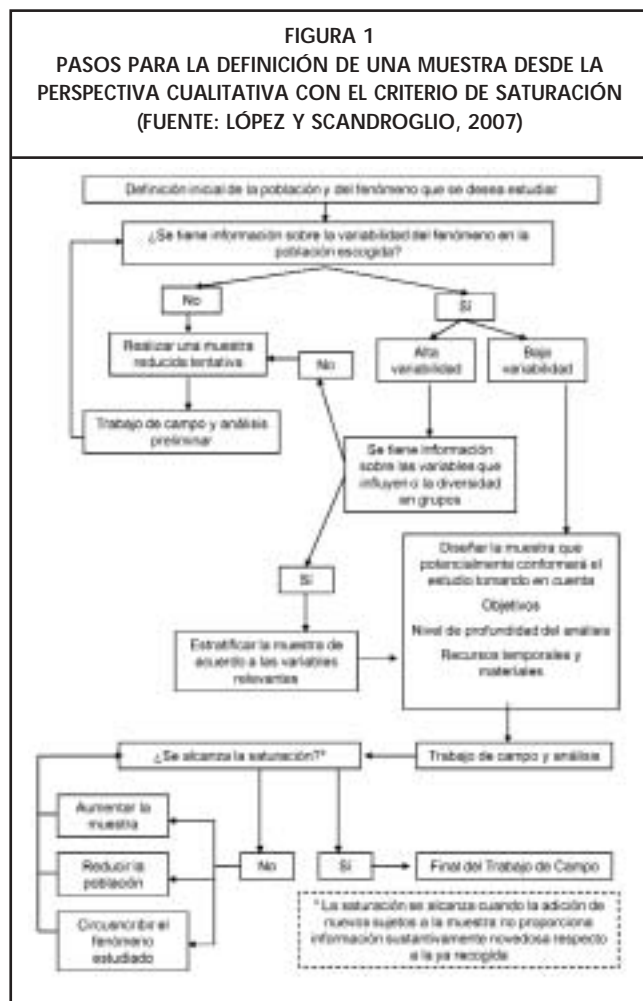 FIGURA 1
PASOS PARA LA DEFINICIÓN DE UNA MUESTRA DESDE LA
PERSPECTIVA CUALITATIVA CON EL CRITERIO DE SATURACIÓN
(FUENTE: LÓPEZ Y SCANDROGLIO, 2007)
Definición inicial de la población y del fenómeno que se desea estudiar
¿Se tiene información sobre la variabilidad del fenómeno en la
población escogida?
No
Sí
Realizar una muestra
reducida tentativa
No
Alta
variabilidad
Baja
variabilidad
Trabajo de campo y análisis
preliminar
Se tiene información
sobre las variables que
influyen o la diversidad
en grupos
Sí
Diseñar la muestra que
potencialmente conformará el
estudio tomando en cuenta
Objetivos
Nivel de profundidad del análisis
Recursos temporales y
materiales
Estratificar la muestra de
acuerdo a las variables
relevantes
¿Se alcanza la saturación?*
Trabajo de campo y análisis
Aumentar la
muestra
Reducir la
población
No
Sí
Final del Trabajo de Campo
Circunscribir el
fenómeno
estudiado
* La saturación se alcanza cuando la adición de
nuevos sujetos a la muestra no proporciona
información sustantivamente novedosa respecto
a la ya recogida